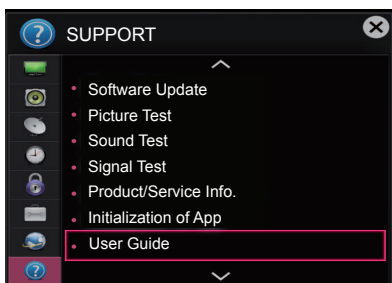 SUPPORT
Software Update
Picture Test
Sound Test
Signal Test
Product/Service Info.
Initialization of App
User Guide